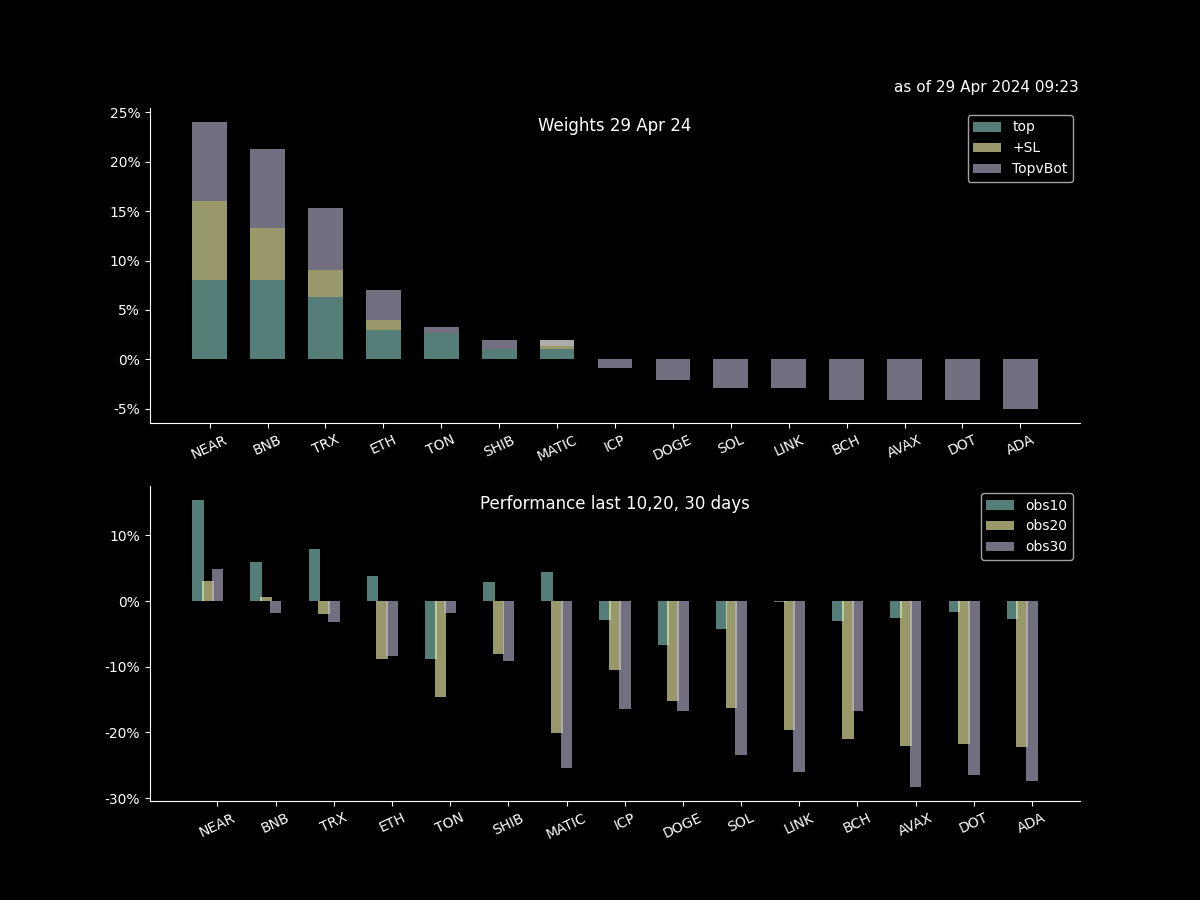 as of 29 Apr 2024 09:23
Weights 29 Apr 24
top
+SL
TopvBot
25%
20%
15%
10%
5%
0%
-5%
NEAR BNB TRX ETH TON SHIB MATIC ICP DOGE SOL LINK BCH AVAX DOT ADA
Performance last 10,20, 30 days
obs10
obs20
obs30
10%
0%
-10%
-20%
-30%
NEAR BNB TRX ETH TON SHIB MATIC ICP DOGE SOL LINK BCH AVAX DOT ADA